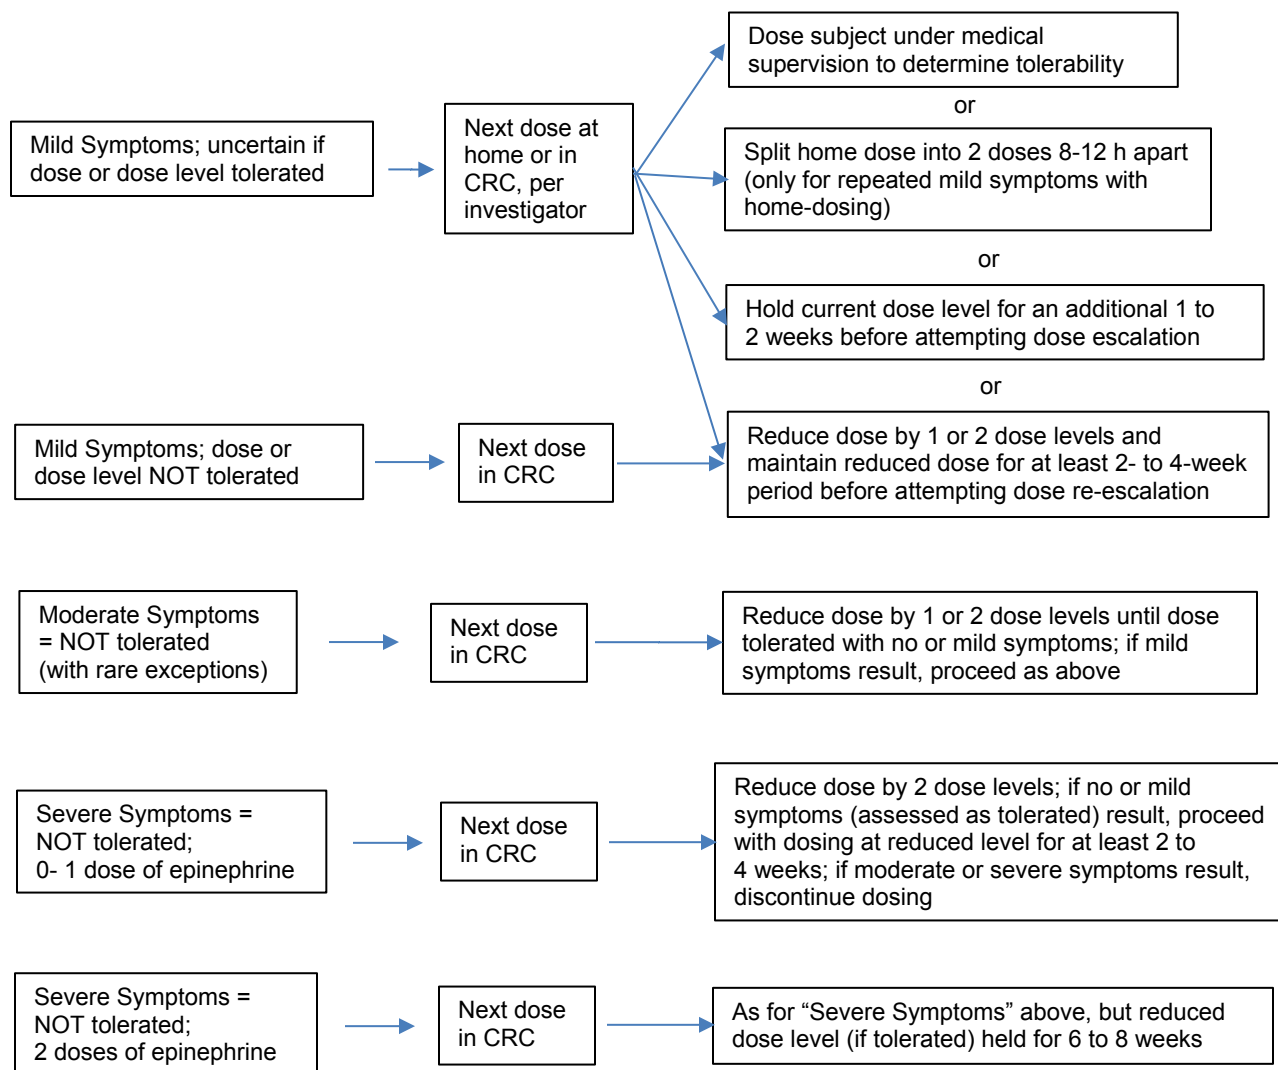 Mild Symptoms; uncertain if
dose or dose level tolerated
Next dose at
home or in
CRC, per
investigator
Dose subject under medical
supervision to determine tolerability
or
Split home dose into 2 doses 8-12 h apart
(only for repeated mild symptoms with
home-dosing)
or
Hold current dose level for an additional 1 to
2 weeks before attempting dose escalation
or
Mild Symptoms; dose or
dose level NOT tolerated
Next dose
in CRC
Reduce dose by 1 or 2 dose levels and
maintain reduced dose for at least 2- to 4-week
period before attempting dose re-escalation
Moderate Symptoms
= NOT tolerated
(with rare exceptions)
Next dose
in CRC
Reduce dose by 1 or 2 dose levels until dose
tolerated with no or mild symptoms; if mild
symptoms result, proceed as above
Severe Symptoms =
NOT tolerated;
0- 1 dose of epinephrine
Next dose
in CRC
Reduce dose by 2 dose levels; if no or mild
symptoms (assessed as tolerated) result, proceed
with dosing at reduced level for at least 2 to
4 weeks; if moderate or severe symptoms result,
discontinue dosing
Severe Symptoms =
NOT tolerated;
2 doses of epinephrine
Next dose
in CRC
As for “Severe Symptoms” above, but reduced
dose level (if tolerated) held for 6 to 8 weeks